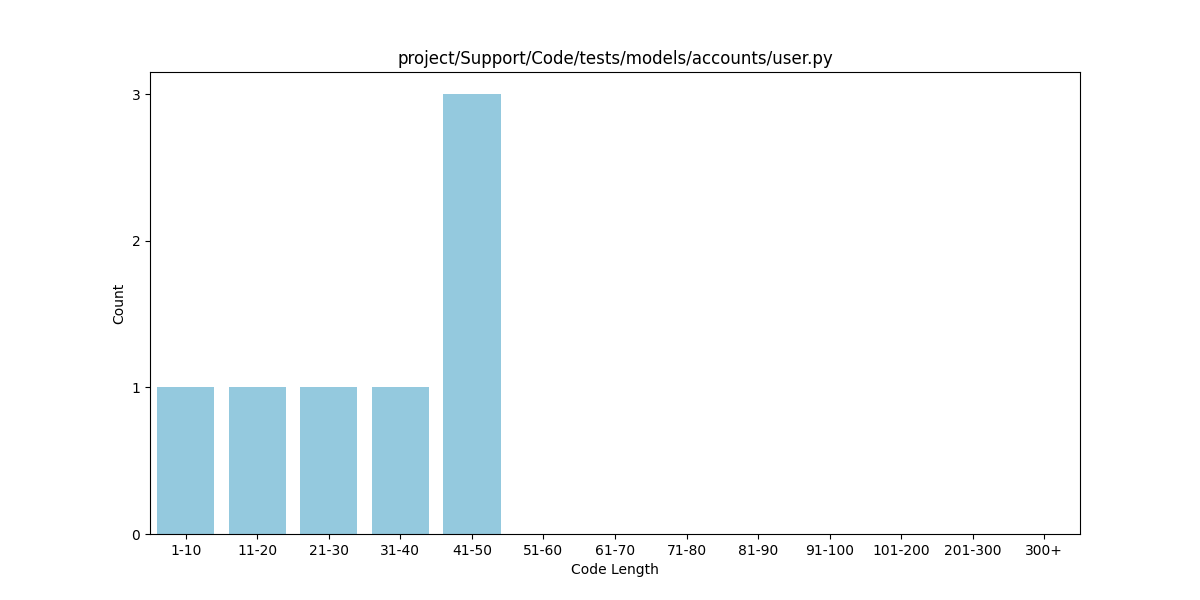 project/Support/Code/tests/models/accounts/user.py
3
2
1
0
Count
1-10 11-20 21-30 31-40 41-50 51-60 61-70 71-80 81-90 91-100 101-200 201-300 300+
Code Length